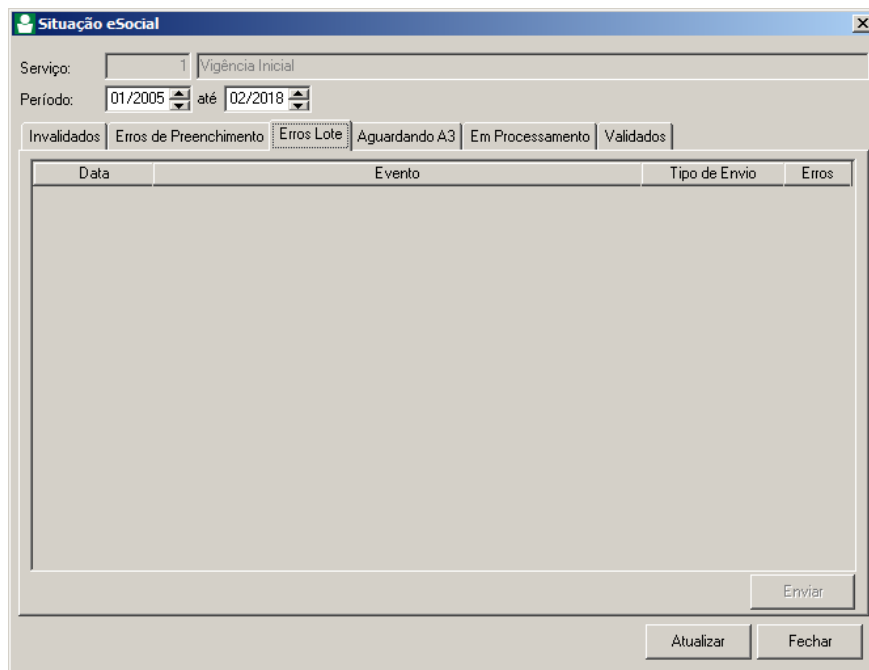 Situação eSocial
Serviço: 1 Vigência Inicial
Período: 01/2005 até 02/2018
Invalidados Erros de Preenchimento Erros Lote Aguardando A3 Em Processamento Validados
Data Evento Tipo de Envio Erros
Enviar
Atualizar Fechar